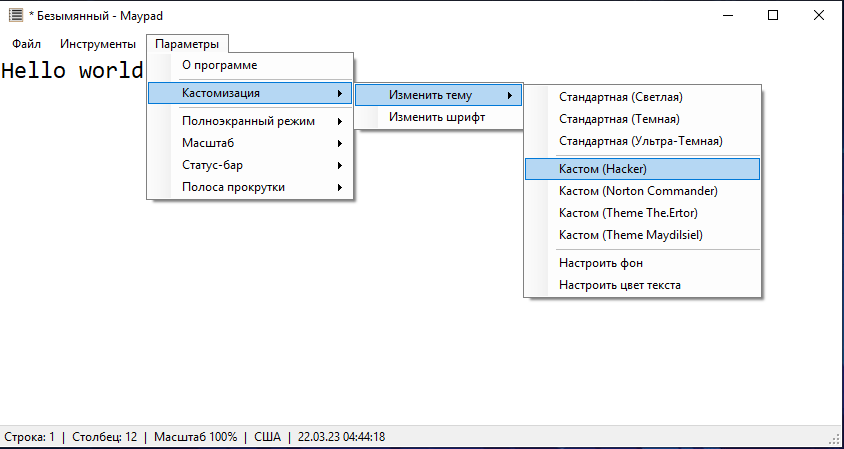 * Безымянный - Maypad
Файл Инструменты Параметры
Hello world
О программе
Кастомизация
Полноэкранный режим
Масштаб
Статус-бар
Полоса прокрутки
Изменить тему
Изменить шрифт
Стандартная (Светлая)
Стандартная (Темная)
Стандартная (Ультра-Темная)
Кастом (Hacker)
Кастом (Norton Commander)
Кастом (Theme The.Ertor)
Кастом (Theme Maydilsiel)
Настроить фон
Настроить цвет текста
Строка: 1 | Столбец: 12 | Масштаб 100% | США | 22.03.23 04:44:18